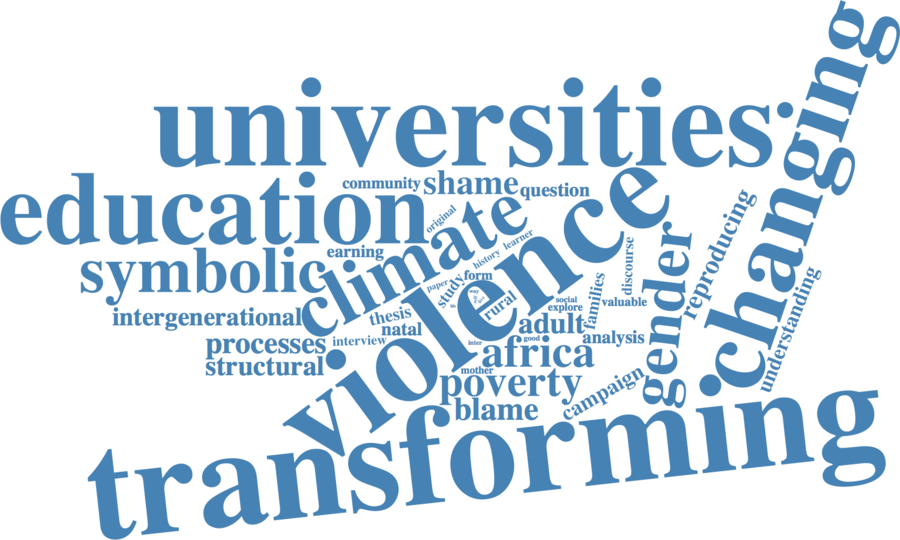 universities
changing
education
community
shame
question
original
climate
violence
symbolic
earning
history
learner
discourse
reproducing
gender
paper
study
form
way
rural
social
explore
families
valuable
understanding
intergenerational
thesis
natal
interview
processes
structural
inter
good
adult
analysis
africa
mother
poverty
campaign
blame
transforming